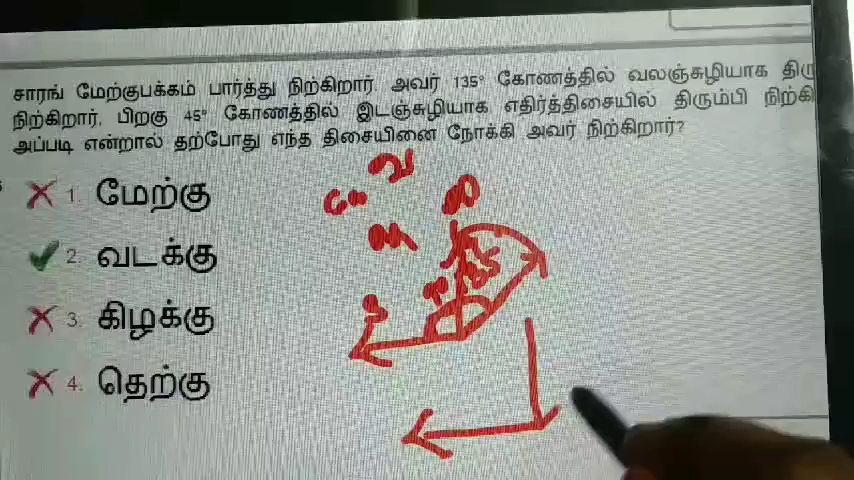 சாரங் மேற்குபக்கம் பார்த்து நிற்கிறார். அவர் 135° கோணத்தில் வலஞ்சுழியாக
நிற்கிறார், பிறகு 45° கோணத்தில் இடஞ்சுழியாக எதிர்த்திசையில் திரும்பி
அப்படி என்றால் தற்போது எந்த திசையினை நோக்கி அவர் நிற்கிறார்?
1. மேற்கு
2. வடக்கு
3. கிழக்கு
4. தெற்கு